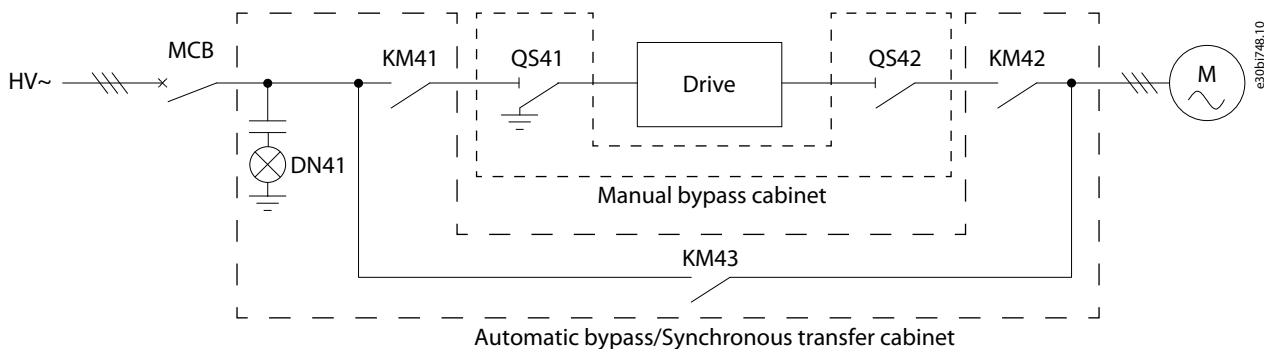 MCB
KM41
QS41
QS42
KM42
HV~
Drive
M
DN41
Manual bypass cabinet
KM43
Automatic bypass/Synchronous transfer cabinet
e30bi748.10